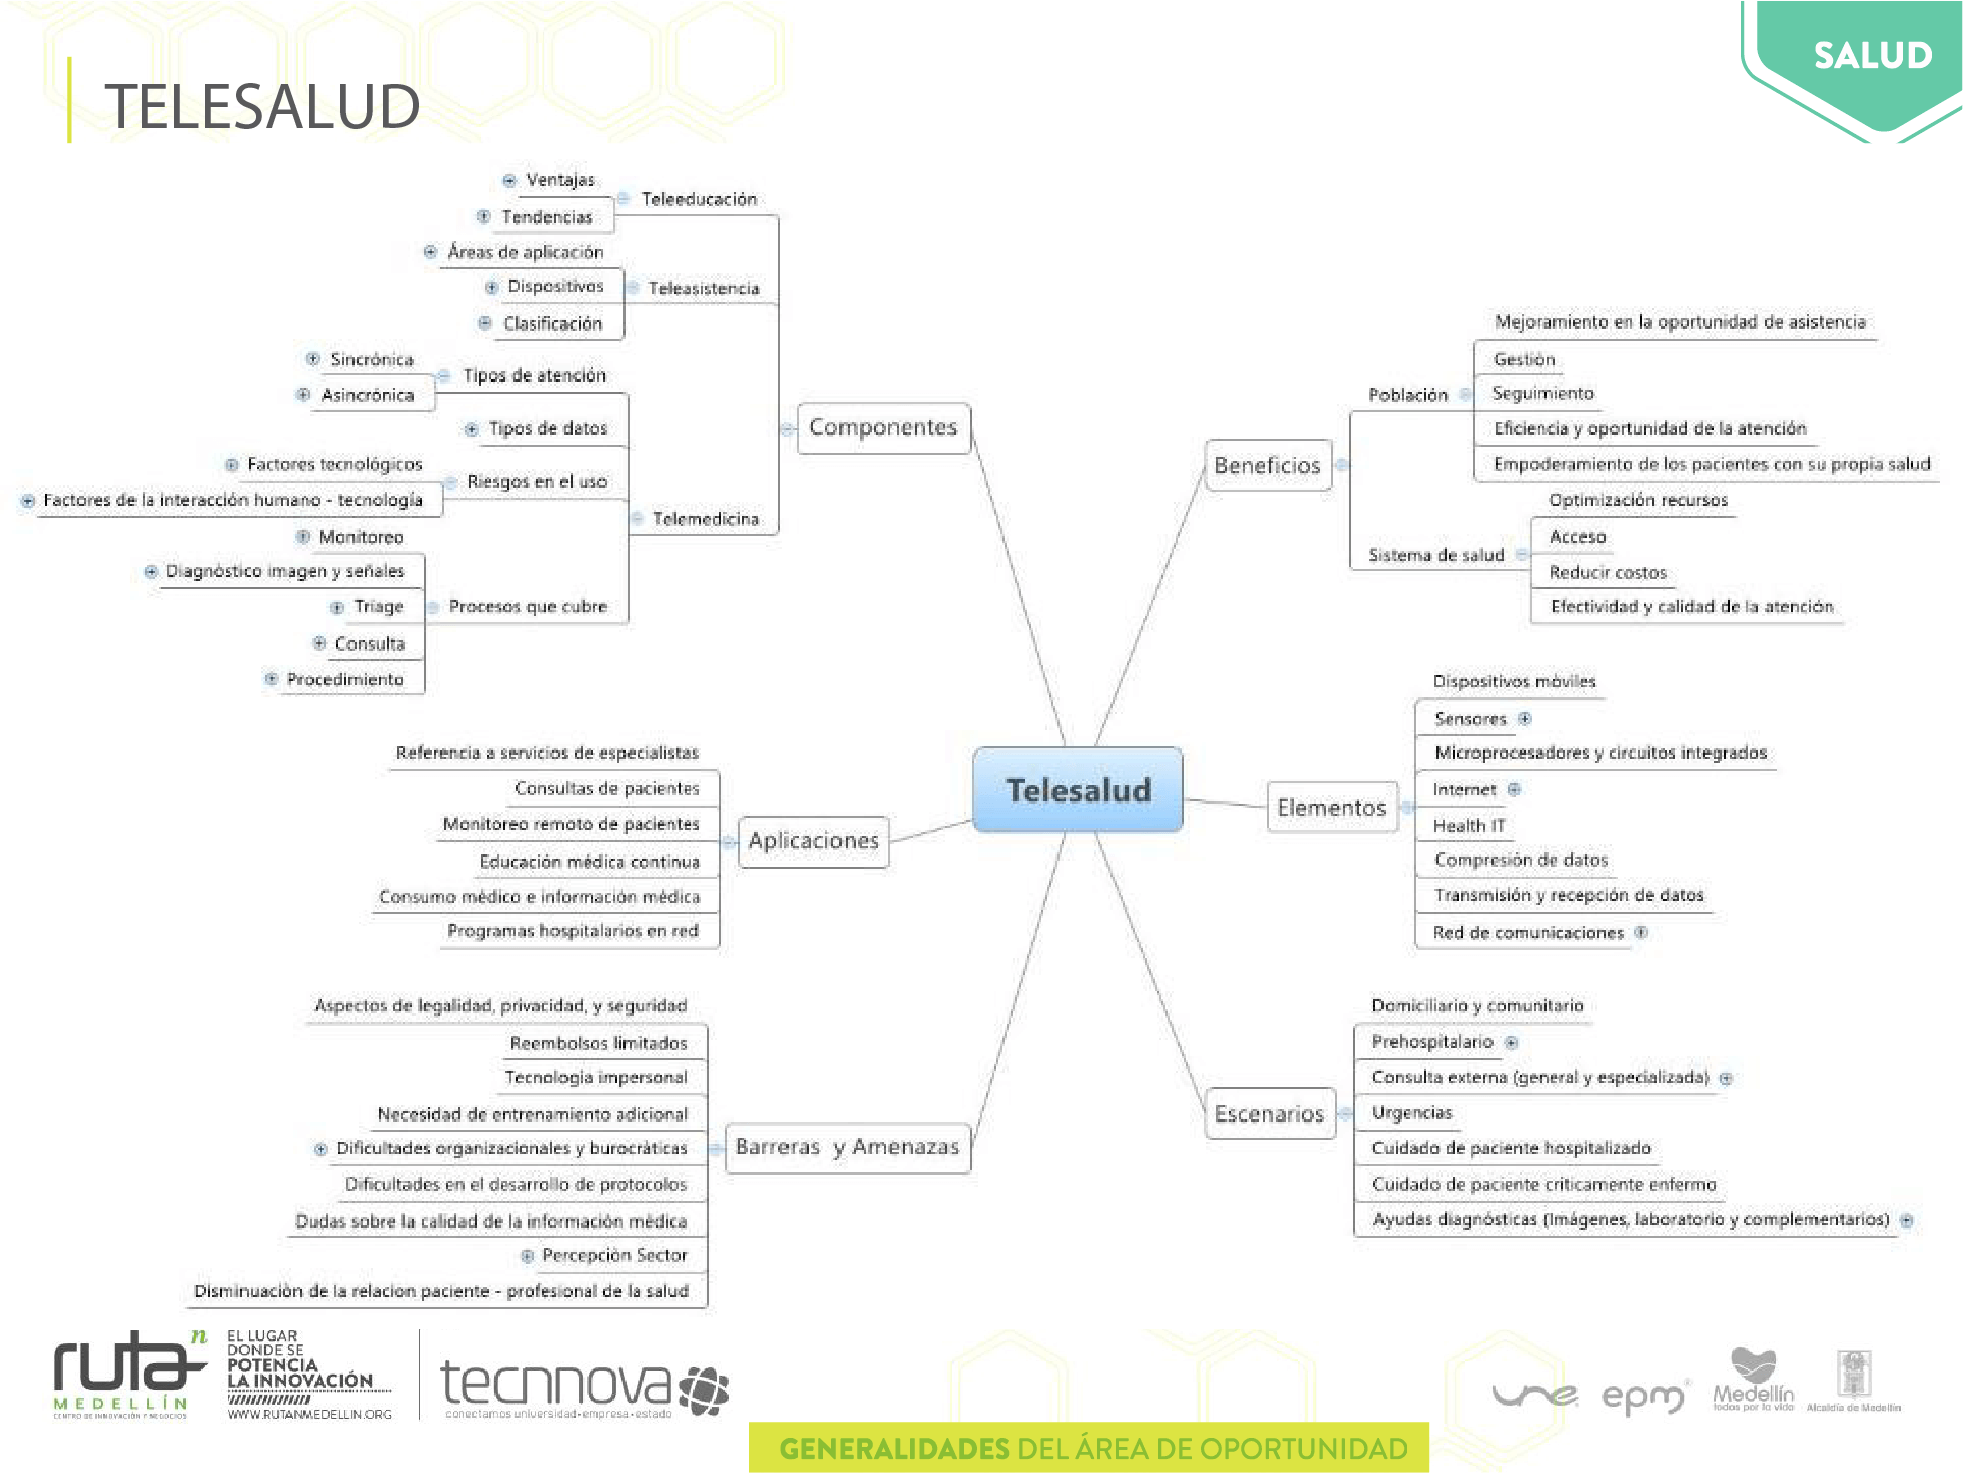 SALUD
TELESALUD
Ventajas
Teleeducación
Tendencias
Áreas de aplicación
Dispositivos
Teleasistencia
Clasificación
Sincrónica
Tipos de atención
Asincrónica
Tipos de datos
Factores tecnológicos
Riesgos en el uso
Factores de la interacción humano - tecnología
Telemedicina
Monitoreo
Diagnóstico imagen y señales
Triage
Procesos que cubre
Consulta
Procedimiento
Componentes
Referencia a servicios de especialistas
Consultas de pacientes
Monitoreo remoto de pacientes
Educación médica continua
Consumo médico e información médica
Programas hospitalarios en red
Aplicaciones
Aspectos de legalidad, privacidad, y seguridad
Reembolsos limitados
Tecnología impersonal
Necesidad de entrenamiento adicional
Dificultades organizacionales y burocráticas
Dificultades en el desarrollo de protocolos
Dudas sobre la calidad de la información médica
Percepción Sector
Disminuación de la relacion paciente - profesional de la salud
Barreras y Amenazas
Telesalud
Beneficios
Población
Mejoramiento en la oportunidad de asistencia
Gestión
Seguimiento
Eficiencia y oportunidad de la atención
Empoderamiento de los pacientes con su propia salud
Sistema de salud
Optimización recursos
Acceso
Reducir costos
Efectividad y calidad de la atención
Elementos
Dispositivos móviles
Sensores
Microprocesadores y circuitos integrados
Internet
Health IT
Compresión de datos
Transmisión y recepción de datos
Red de comunicaciones
Escenarios
Domiciliario y comunitario
Prehospitalario
Consulta externa (general y especializada)
Urgencias
Cuidado de paciente hospitalizado
Cuidado de paciente criticamente enfermo
Ayudas diagnósticas (Imágenes, laboratorio y complementarios)
ruta n
MEDELLÍN
CENTRO DE INNOVACIÓN Y NEGOCIOS
EL LUGAR
DONDE SE
POTENCIA
LA INNOVACIÓN
WWW.RUTANMEDELLIN.ORG
tecnnova
conectamos universidad·empresa·estado
une
epm®
Medellín
todos por la vida
Alcaldía de Medellín
GENERALIDADES DEL ÁREA DE OPORTUNIDAD